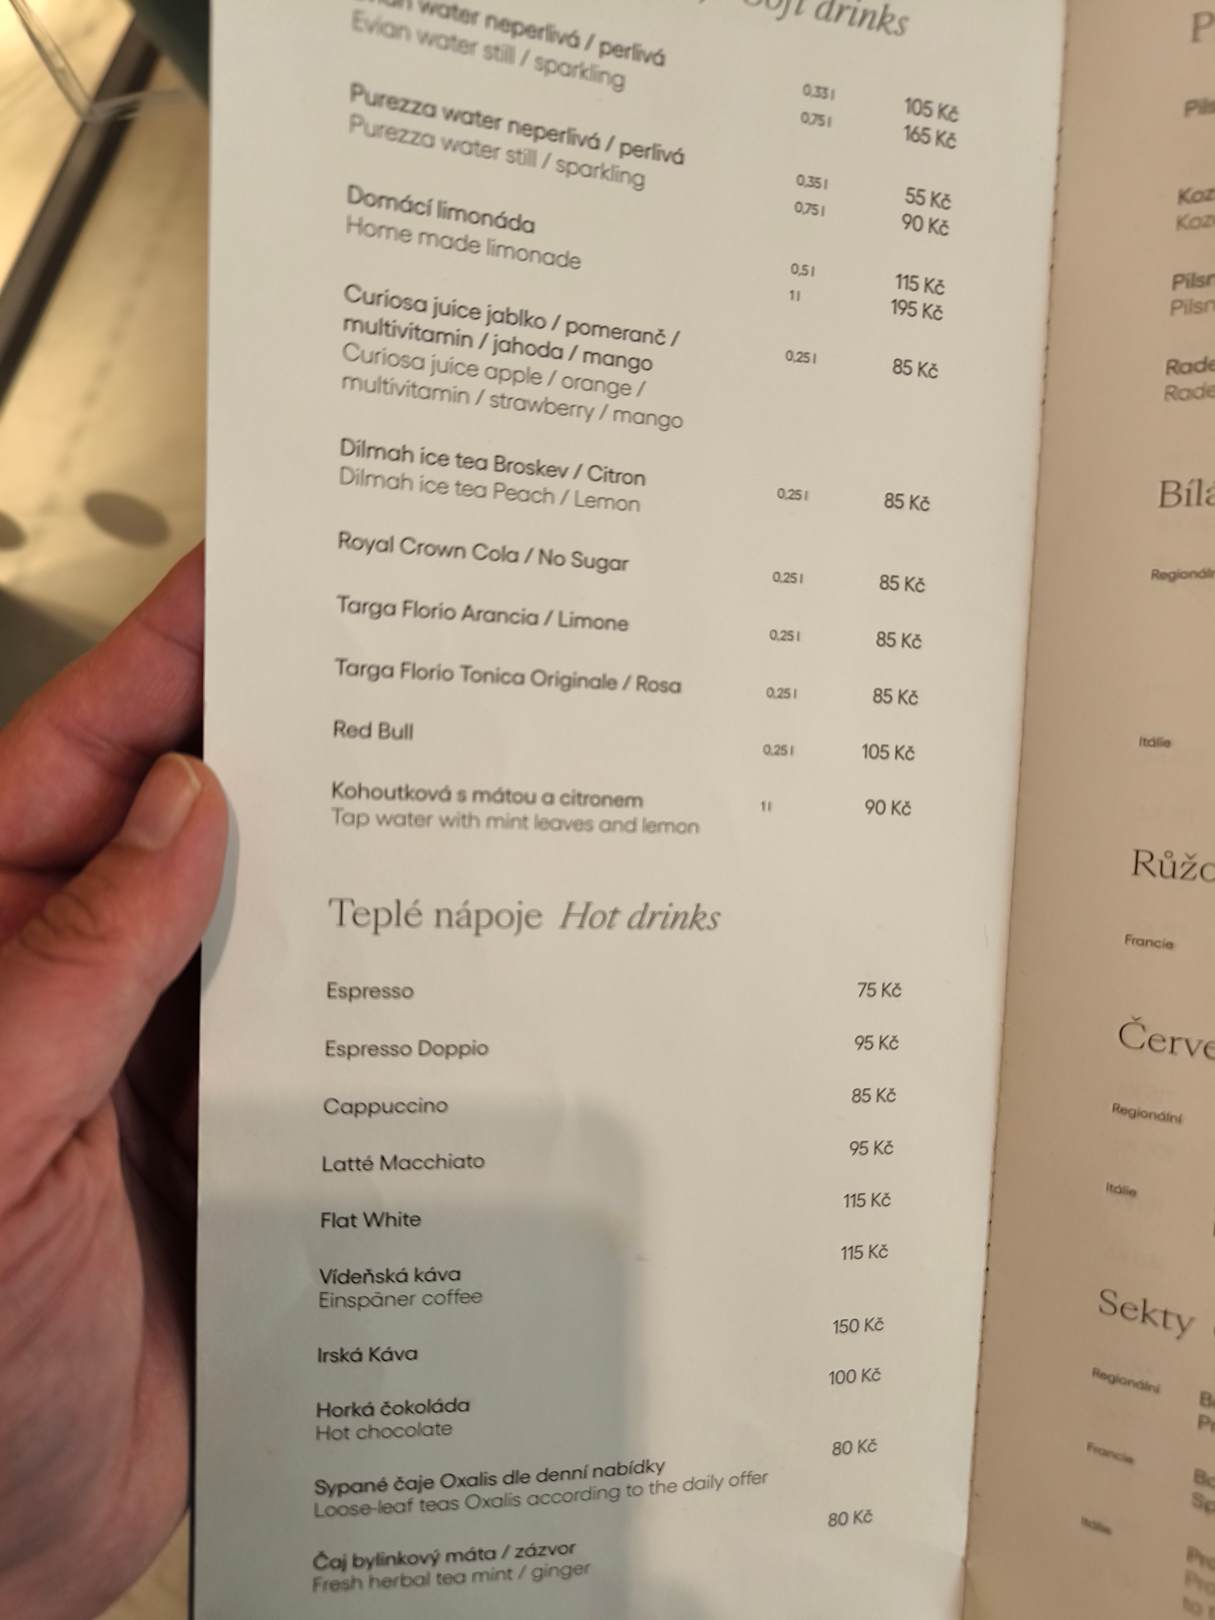 Soft drinks
water neperlivá / perlivá
Evian water still / sparkling
0,33 l 105 Kč
0,75 l 165 Kč
Purezza water neperlivá / perlivá
Purezza water still / sparkling
0,35 l 55 Kč
0,75 l 90 Kč
Domácí limonáda
Home made limonade
0,5 l 115 Kč
1 l 195 Kč
Curiosa juice jablko / pomeranč /
multivitamin / jahoda / mango
Curiosa juice apple / orange /
multivitamin / strawberry / mango
0,25 l 85 Kč
Dilmah ice tea Broskev / Citron
Dilmah ice tea Peach / Lemon
0,25 l 85 Kč
Royal Crown Cola / No Sugar 0,25 l 85 Kč
Targa Florio Arancia / Limone 0,25 l 85 Kč
Targa Florio Tonica Originale / Rosa 0,25 l 85 Kč
Red Bull 0,25 l 105 Kč
Kohoutková s mátou a citronem 1 l 90 Kč
Tap water with mint leaves and lemon
Teplé nápoje Hot drinks
Espresso 75 Kč
Espresso Doppio 95 Kč
Cappuccino 85 Kč
Latté Macchiato 95 Kč
Flat White 115 Kč
Vídeňská káva 115 Kč
Einspäner coffee
Irská Káva 150 Kč
Horká čokoláda 100 Kč
Hot chocolate
Sypané čaje Oxalis dle denní nabídky 80 Kč
Loose-leaf teas Oxalis according to the daily offer
Čaj bylinkový máta / zázvor 80 Kč
Fresh herbal tea mint / ginger
P
Pils
Koz
Koz
Pilsn
Pilsn
Rade
Rade
Bílá
Regionáln
Itálie
Růžo
Francie
Červe
Regionální
Itálie
Sekty
Regionální
Francie
Itálie